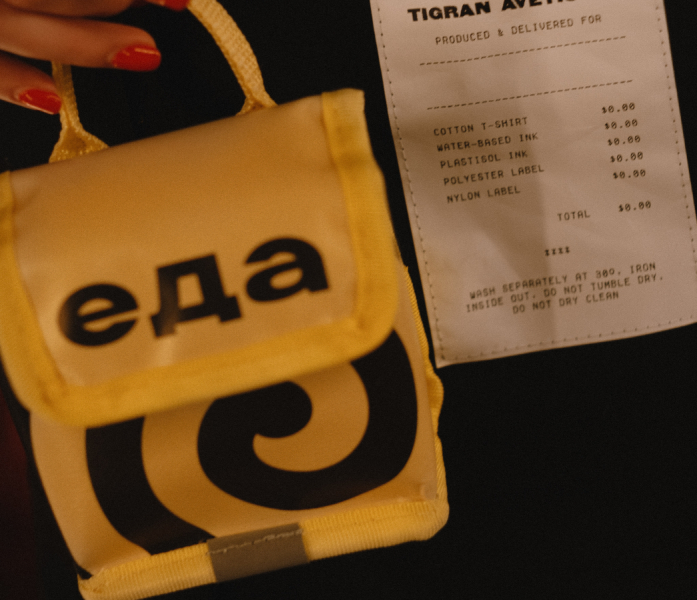 еда
TIGRAN
PRODUCED & DELIVERED FOR
COTTON T-SHIRT $0.00
WATER-BASED INK $0.00
PLASTISOL INK $0.00
POLYESTER LABEL $0.00
NYLON LABEL $0.00
TOTAL $0.00
WASH SEPARATELY AT 30º, IRON
INSIDE OUT. DO NOT TUMBLE DRY.
DO NOT DRY CLEAN